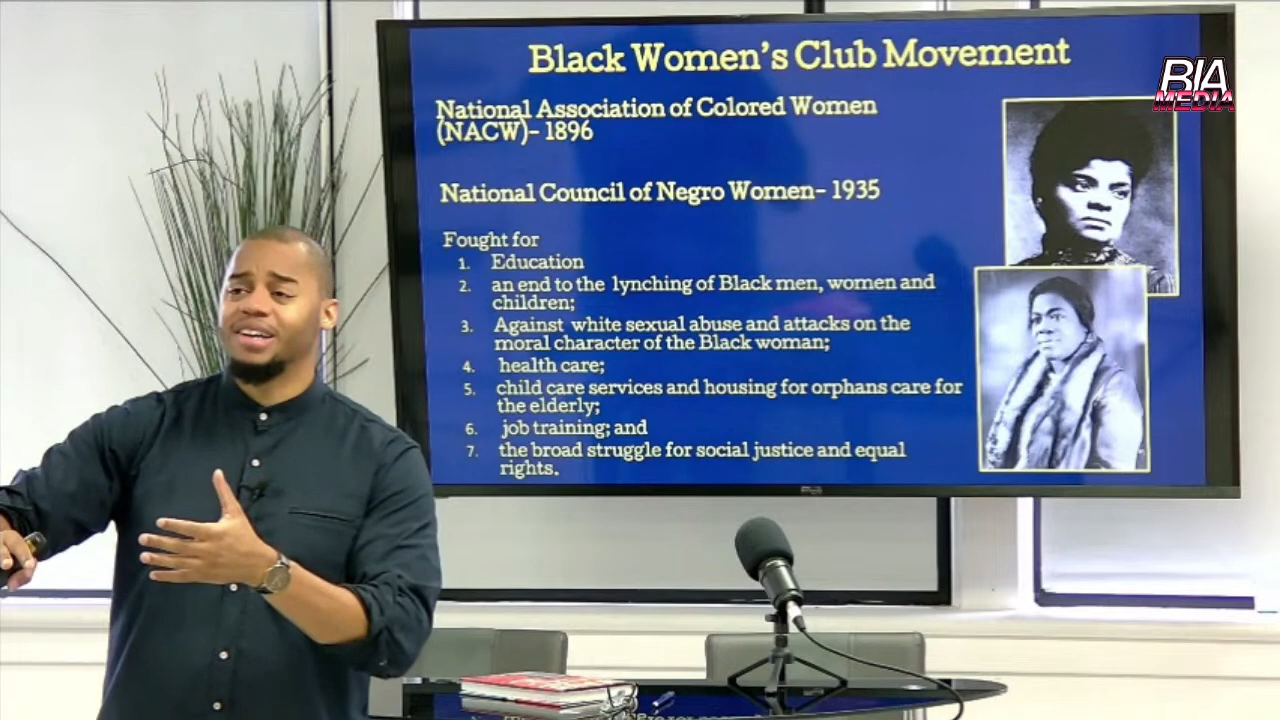 Black Women's Club Movement
BIA
MEDIA
National Association of Colored Women
(NACW)- 1896
National Council of Negro Women- 1935
Fought for
1. Education
2. an end to the lynching of Black men, women and
children;
3. Against white sexual abuse and attacks on the
moral character of the Black woman;
4. health care;
5. child care services and housing for orphans care for
the elderly;
6. job training; and
7. the broad struggle for social justice and equal
rights.